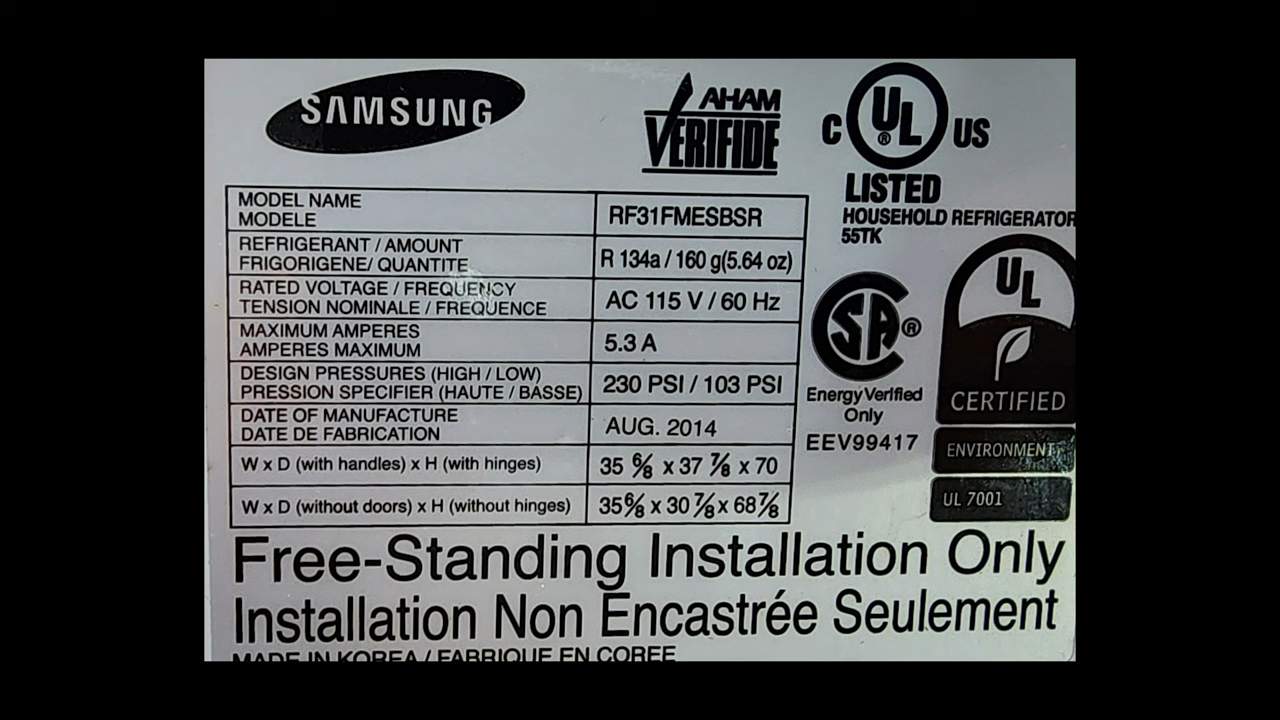 SAMSUNG
AHAM
VERIFIDE
C UL® US
LISTED
HOUSEHOLD REFRIGERATOR
55TK
MODEL NAME
MODELE
RF31FMESBSR
REFRIGERANT / AMOUNT
FRIGORIGENE/ QUANTITE
R 134a / 160 g(5.64 oz)
RATED VOLTAGE / FREQUENCY
TENSION NOMINALE / FREQUENCE
AC 115 V / 60 Hz
MAXIMUM AMPERES
AMPERES MAXIMUM
5.3 A
DESIGN PRESSURES (HIGH / LOW)
PRESSION SPECIFIER (HAUTE / BASSE)
230 PSI / 103 PSI
DATE OF MANUFACTURE
DATE DE FABRICATION
AUG. 2014
W x D (with handles) x H (with hinges)
35 6/8 x 37 7/8 x 70
W x D (without doors) x H (without hinges)
35 6/8 x 30 7/8 x 68 7/8
SA®
Energy Verified
Only
EEV99417
UL
CERTIFIED
ENVIRONMENT
UL 7001
Free-Standing Installation Only
Installation Non Encastrée Seulement
MADE IN KOREA / FABRIQUE EN COREE